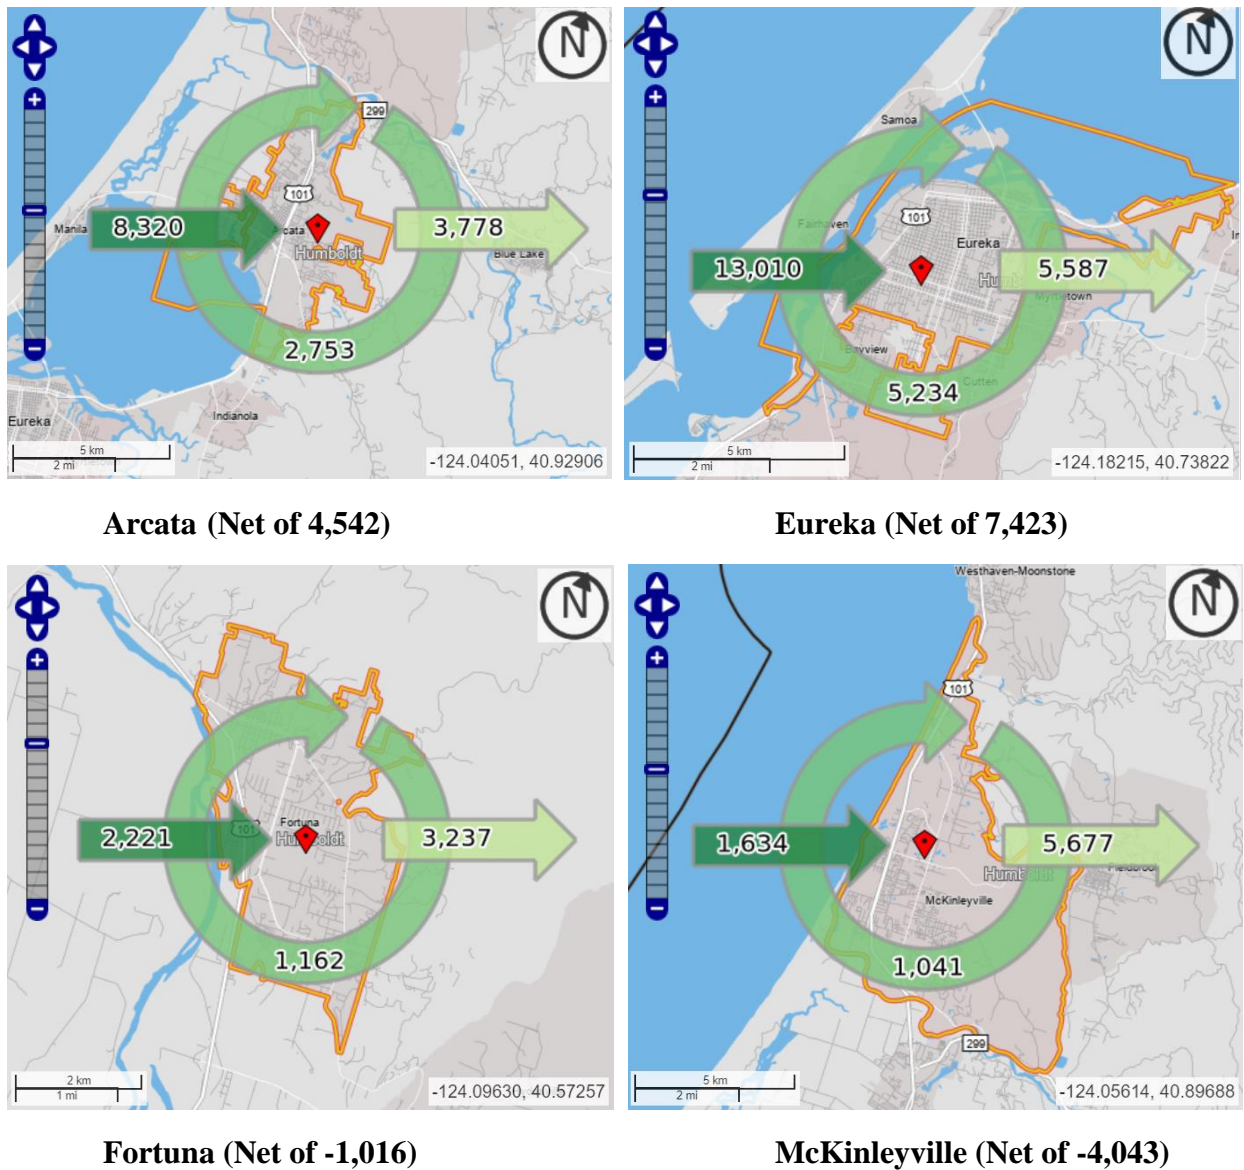 N
299
101
8,320
3,778
Manila
Arcata
Humboldt
Blue Lake
2,753
Indianola
Eureka
5 km
2 mi
-124.04051, 40.92906
Arcata (Net of 4,542)
N
Samoa
101
Fairhaven
Eureka
13,010
5,587
Myrtletown
Bayview
Cutten
5,234
5 km
2 mi
-124.18215, 40.73822
Eureka (Net of 7,423)
N
Fortuna
101
Humboldt
2,221
3,237
1,162
2 km
1 mi
-124.09630, 40.57257
Fortuna (Net of -1,016)
Westhaven-Moonstone
N
101
1,634
5,677
Humboldt
Fieldbrook
McKinleyville
1,041
299
5 km
2 mi
-124.05614, 40.89688
McKinleyville (Net of -4,043)